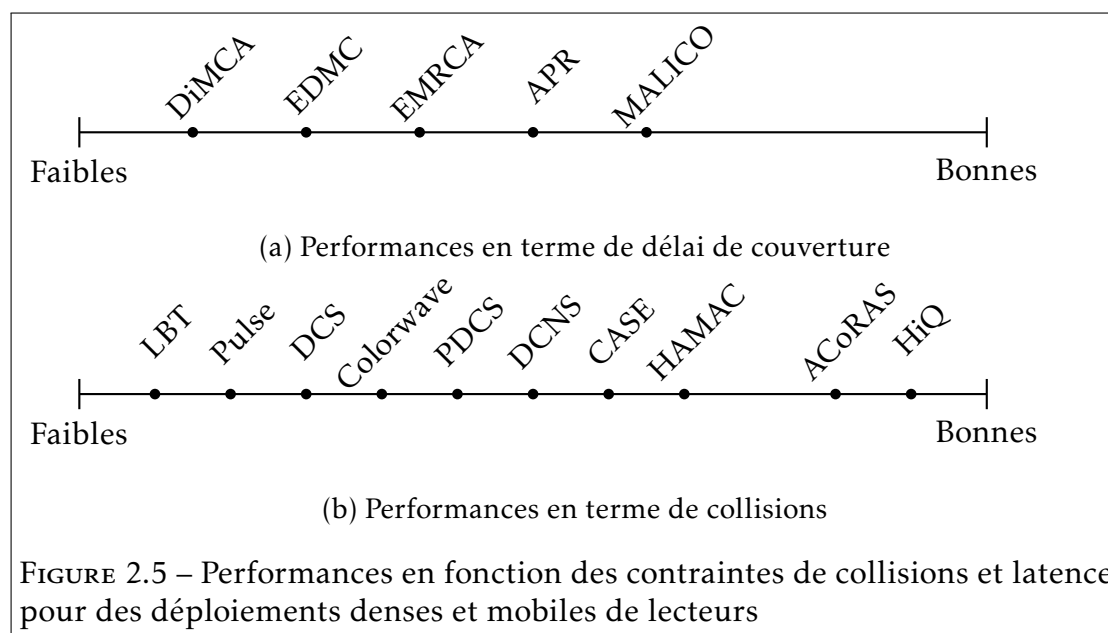 DiMCA EDMC EMRCA APR MALICO
Faibles Bonnes
(a) Performances en terme de délai de couverture
LBT Pulse DCS Colorwave PDCS DCNS CASE HAMAC ACoRAS HiQ
Faibles Bonnes
(b) Performances en terme de collisions
FIGURE 2.5 – Performances en fonction des contraintes de collisions et latence
pour des déploiements denses et mobiles de lecteurs